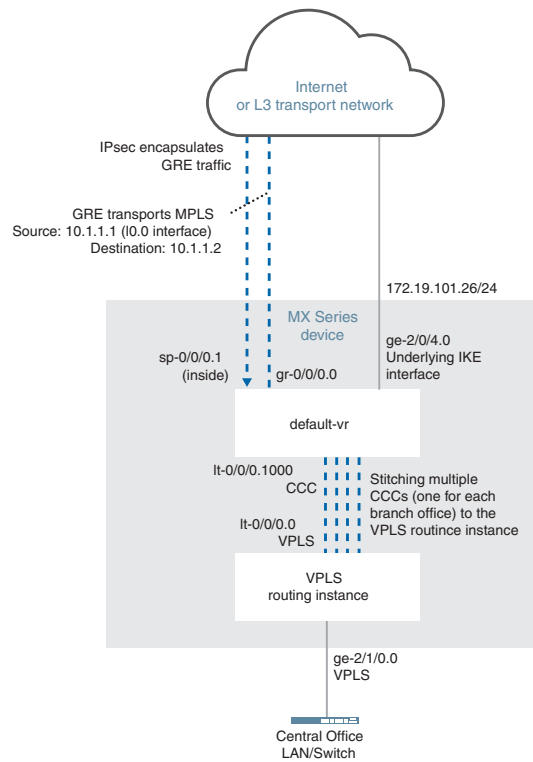 Internet
or L3 transport network
IPsec encapsulates
GRE traffic
GRE transports MPLS
Source: 10.1.1.1 (l0.0 interface)
Destination: 10.1.1.2
172.19.101.26/24
MX Series
device
ge-2/0/4.0
Underlying IKE
interface
sp-0/0/0.1
(inside)
gr-0/0/0.0
default-vr
lt-0/0/0.1000
CCC
Stitching multiple
CCCs (one for each
branch office) to the
VPLS routince instance
lt-0/0/0.0
VPLS
VPLS
routing instance
ge-2/1/0.0
VPLS
Central Office
LAN/Switch